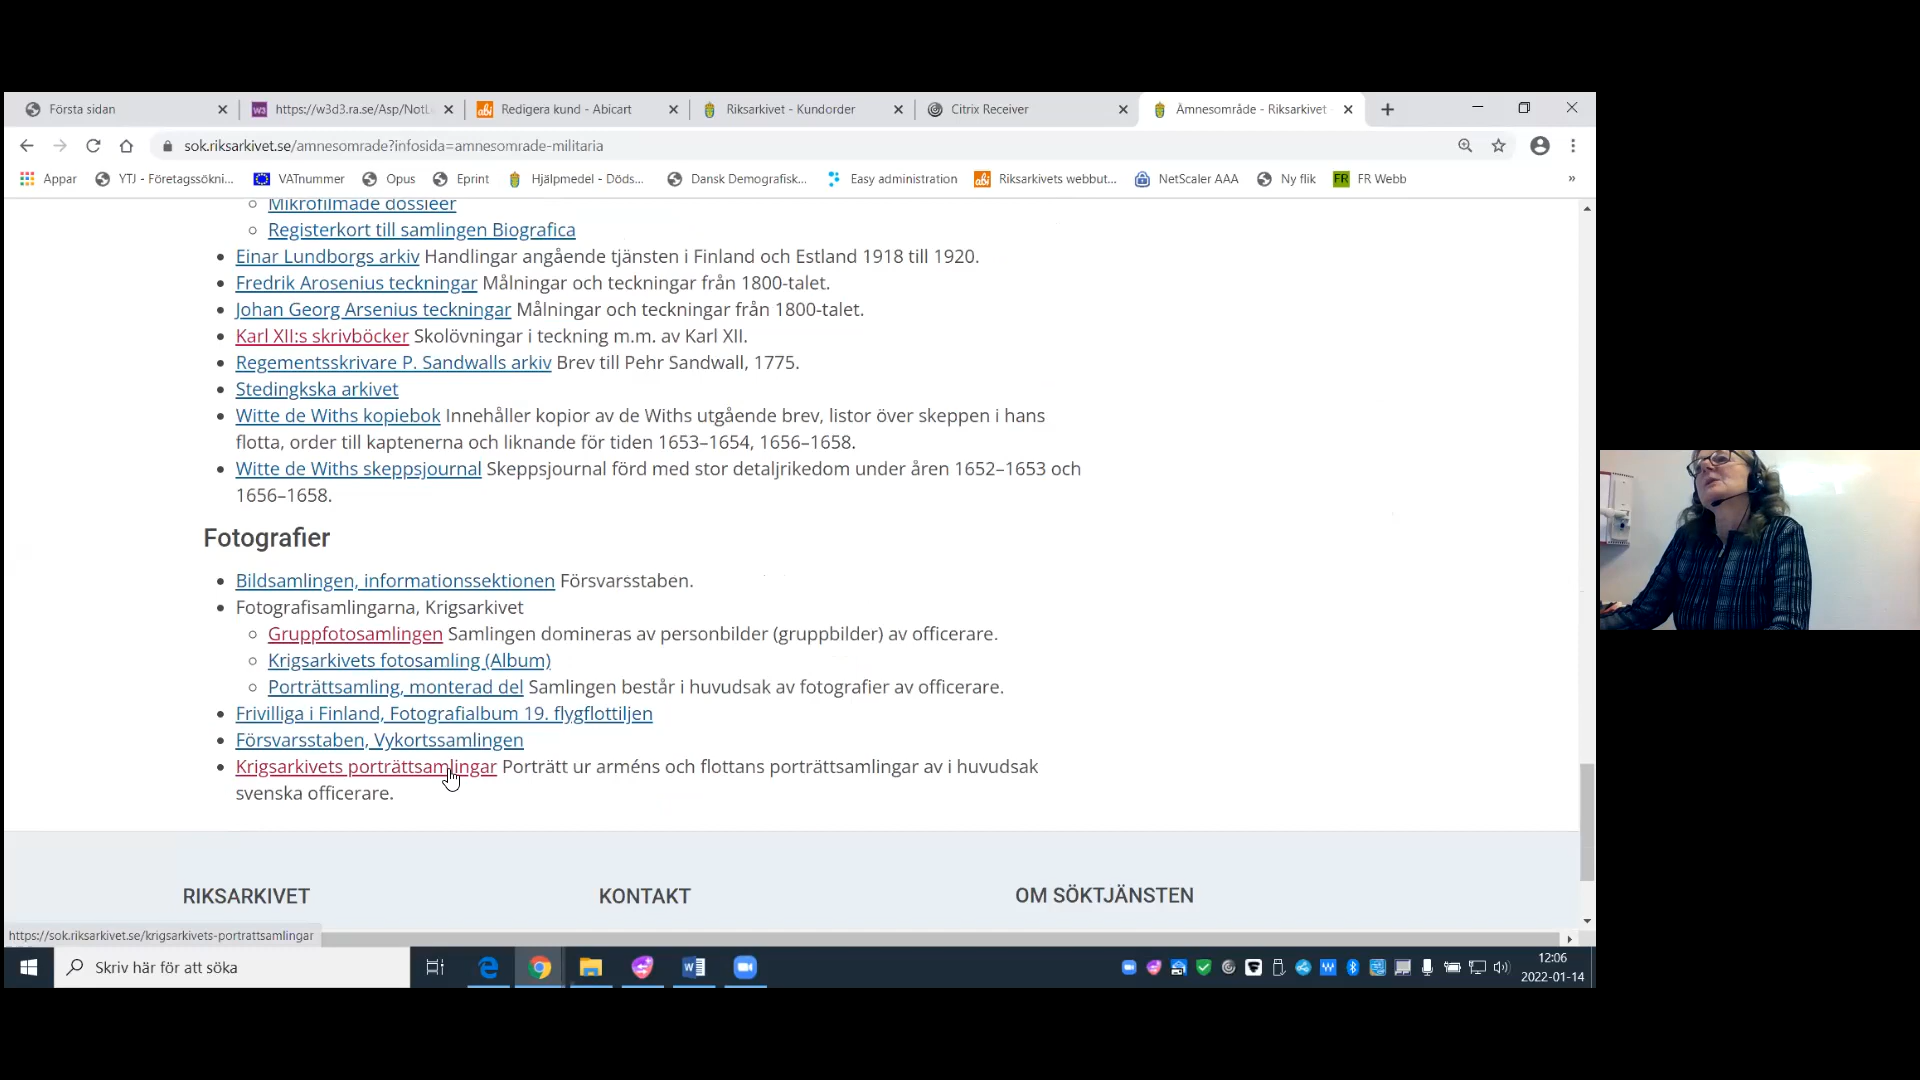 Första sidan
https://w3d3.ra.se/Asp/NotL
Redigera kund - Abicart
Riksarkivet - Kundorder
Citrix Receiver
Ämnesområde - Riksarkivet
sok.riksarkivet.se/amnesomrade?infosida=amnesomrade-militaria
Appar
YTJ - Företagssökni...
VATnummer
Opus
Eprint
Hjälpmedel - Döds...
Dansk Demografisk...
Easy administration
Riksarkivets webbut...
NetScaler AAA
Ny flik
FR Webb
»
Mikrofilmade dossieer
Registerkort till samlingen Biografica
Einar Lundborgs arkiv Handlingar angående tjänsten i Finland och Estland 1918 till 1920.
Fredrik Arosenius teckningar Målningar och teckningar från 1800-talet.
Johan Georg Arsenius teckningar Målningar och teckningar från 1800-talet.
Karl XII:s skrivböcker Skolövningar i teckning m.m. av Karl XII.
Regementsskrivare P. Sandwalls arkiv Brev till Pehr Sandwall, 1775.
Stedingkska arkivet
Witte de Withs kopiebok Innehåller kopior av de Withs utgående brev, listor över skeppen i hans
flotta, order till kaptenerna och liknande för tiden 1653–1654, 1656–1658.
Witte de Withs skeppsjournal Skeppsjournal förd med stor detaljrikedom under åren 1652–1653 och
1656–1658.
Fotografier
Bildsamlingen, informationssektionen Försvarsstaben.
Fotografisamlingarna, Krigsarkivet
Gruppfotosamlingen Samlingen domineras av personbilder (gruppbilder) av officerare.
Krigsarkivets fotosamling (Album)
Porträttsamling, monterad del Samlingen består i huvudsak av fotografier av officerare.
Frivilliga i Finland, Fotografialbum 19. flygflottiljen
Försvarsstaben, Vykortssamlingen
Krigsarkivets porträttsamlingar Porträtt ur arméns och flottans porträttsamlingar av i huvudsak
svenska officerare.
RIKSARKIVET
KONTAKT
OM SÖKTJÄNSTEN
https://sok.riksarkivet.se/krigsarkivets-portrattsamlingar
Skriv här för att söka
12:06
2022-01-14